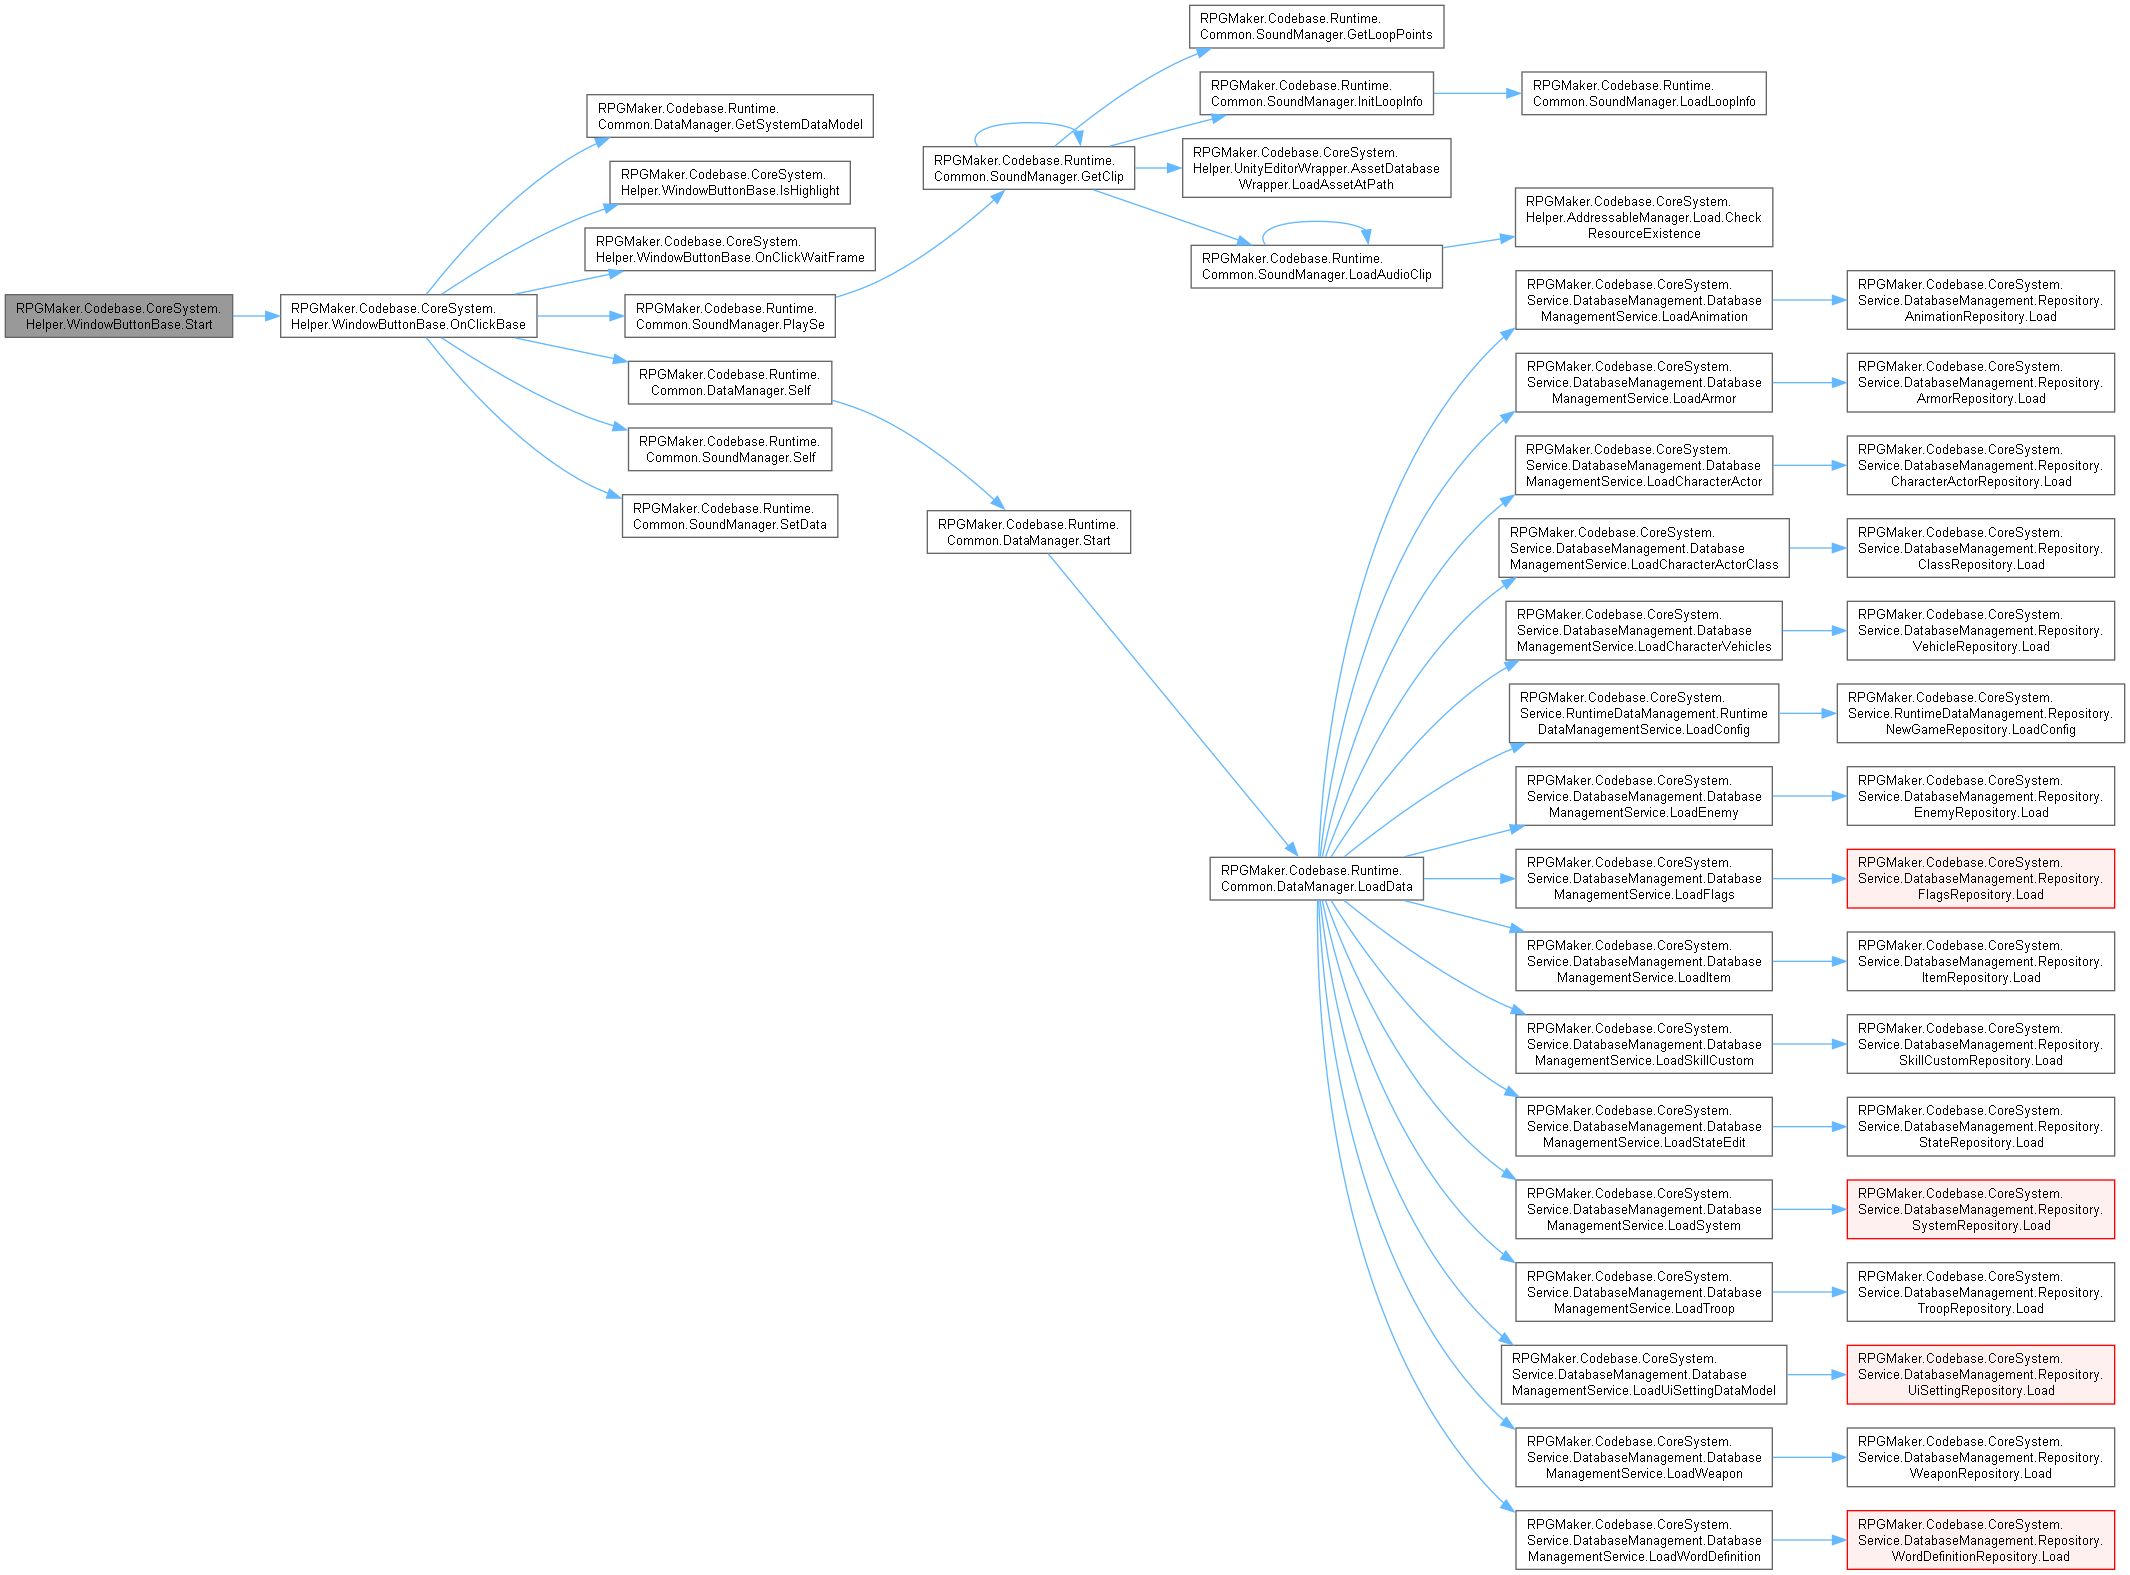 RPGMaker.Codebase.CoreSystem.
Helper.WindowButtonBase.Start
RPGMaker.Codebase.CoreSystem.
Helper.WindowButtonBase.OnClickBase
RPGMaker.Codebase.Runtime.
Common.DataManager.GetSystemDataModel
RPGMaker.Codebase.CoreSystem.
Helper.WindowButtonBase.IsHighlight
RPGMaker.Codebase.CoreSystem.
Helper.WindowButtonBase.OnClickWaitFrame
RPGMaker.Codebase.Runtime.
Common.SoundManager.PlaySe
RPGMaker.Codebase.Runtime.
Common.DataManager.Self
RPGMaker.Codebase.Runtime.
Common.SoundManager.Self
RPGMaker.Codebase.Runtime.
Common.SoundManager.SetData
RPGMaker.Codebase.Runtime.
Common.SoundManager.GetClip
RPGMaker.Codebase.Runtime.
Common.DataManager.Start
RPGMaker.Codebase.Runtime.
Common.SoundManager.GetLoopPoints
RPGMaker.Codebase.Runtime.
Common.SoundManager.InitLoopInfo
RPGMaker.Codebase.CoreSystem.
Helper.UnityEditorWrapper.AssetDatabase
Wrapper.LoadAssetAtPath
RPGMaker.Codebase.Runtime.
Common.SoundManager.LoadAudioClip
RPGMaker.Codebase.Runtime.
Common.DataManager.LoadData
RPGMaker.Codebase.Runtime.
Common.SoundManager.LoadLoopInfo
RPGMaker.Codebase.CoreSystem.
Helper.AddressableManager.Load.Check
ResourceExistence
RPGMaker.Codebase.CoreSystem.
Service.DatabaseManagement.Database
ManagementService.LoadAnimation
RPGMaker.Codebase.CoreSystem.
Service.DatabaseManagement.Database
ManagementService.LoadArmor
RPGMaker.Codebase.CoreSystem.
Service.DatabaseManagement.Database
ManagementService.LoadCharacterActor
RPGMaker.Codebase.CoreSystem.
Service.DatabaseManagement.Database
ManagementService.LoadCharacterActorClass
RPGMaker.Codebase.CoreSystem.
Service.DatabaseManagement.Database
ManagementService.LoadCharacterVehicles
RPGMaker.Codebase.CoreSystem.
Service.RuntimeDataManagement.Runtime
DataManagementService.LoadConfig
RPGMaker.Codebase.CoreSystem.
Service.DatabaseManagement.Database
ManagementService.LoadEnemy
RPGMaker.Codebase.CoreSystem.
Service.DatabaseManagement.Database
ManagementService.LoadFlags
RPGMaker.Codebase.CoreSystem.
Service.DatabaseManagement.Database
ManagementService.LoadItem
RPGMaker.Codebase.CoreSystem.
Service.DatabaseManagement.Database
ManagementService.LoadSkillCustom
RPGMaker.Codebase.CoreSystem.
Service.DatabaseManagement.Database
ManagementService.LoadStateEdit
RPGMaker.Codebase.CoreSystem.
Service.DatabaseManagement.Database
ManagementService.LoadSystem
RPGMaker.Codebase.CoreSystem.
Service.DatabaseManagement.Database
ManagementService.LoadTroop
RPGMaker.Codebase.CoreSystem.
Service.DatabaseManagement.Database
ManagementService.LoadUiSettingDataModel
RPGMaker.Codebase.CoreSystem.
Service.DatabaseManagement.Database
ManagementService.LoadWeapon
RPGMaker.Codebase.CoreSystem.
Service.DatabaseManagement.Database
ManagementService.LoadWordDefinition
RPGMaker.Codebase.CoreSystem.
Service.DatabaseManagement.Repository.
AnimationRepository.Load
RPGMaker.Codebase.CoreSystem.
Service.DatabaseManagement.Repository.
ArmorRepository.Load
RPGMaker.Codebase.CoreSystem.
Service.DatabaseManagement.Repository.
CharacterActorRepository.Load
RPGMaker.Codebase.CoreSystem.
Service.DatabaseManagement.Repository.
ClassRepository.Load
RPGMaker.Codebase.CoreSystem.
Service.DatabaseManagement.Repository.
VehicleRepository.Load
RPGMaker.Codebase.CoreSystem.
Service.RuntimeDataManagement.Repository.
NewGameRepository.LoadConfig
RPGMaker.Codebase.CoreSystem.
Service.DatabaseManagement.Repository.
EnemyRepository.Load
RPGMaker.Codebase.CoreSystem.
Service.DatabaseManagement.Repository.
FlagsRepository.Load
RPGMaker.Codebase.CoreSystem.
Service.DatabaseManagement.Repository.
ItemRepository.Load
RPGMaker.Codebase.CoreSystem.
Service.DatabaseManagement.Repository.
SkillCustomRepository.Load
RPGMaker.Codebase.CoreSystem.
Service.DatabaseManagement.Repository.
StateRepository.Load
RPGMaker.Codebase.CoreSystem.
Service.DatabaseManagement.Repository.
SystemRepository.Load
RPGMaker.Codebase.CoreSystem.
Service.DatabaseManagement.Repository.
TroopRepository.Load
RPGMaker.Codebase.CoreSystem.
Service.DatabaseManagement.Repository.
UiSettingRepository.Load
RPGMaker.Codebase.CoreSystem.
Service.DatabaseManagement.Repository.
WeaponRepository.Load
RPGMaker.Codebase.CoreSystem.
Service.DatabaseManagement.Repository.
WordDefinitionRepository.Load